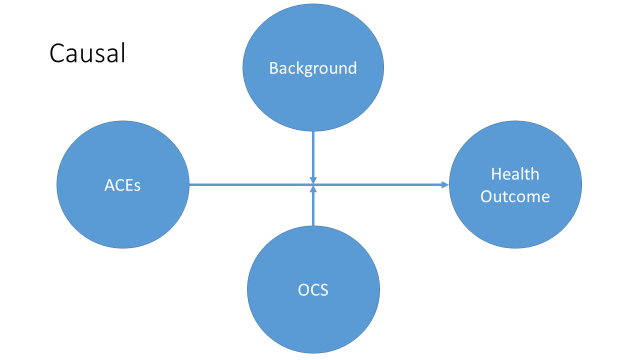 Causal
Background
ACEs
Health
Outcome
OCS